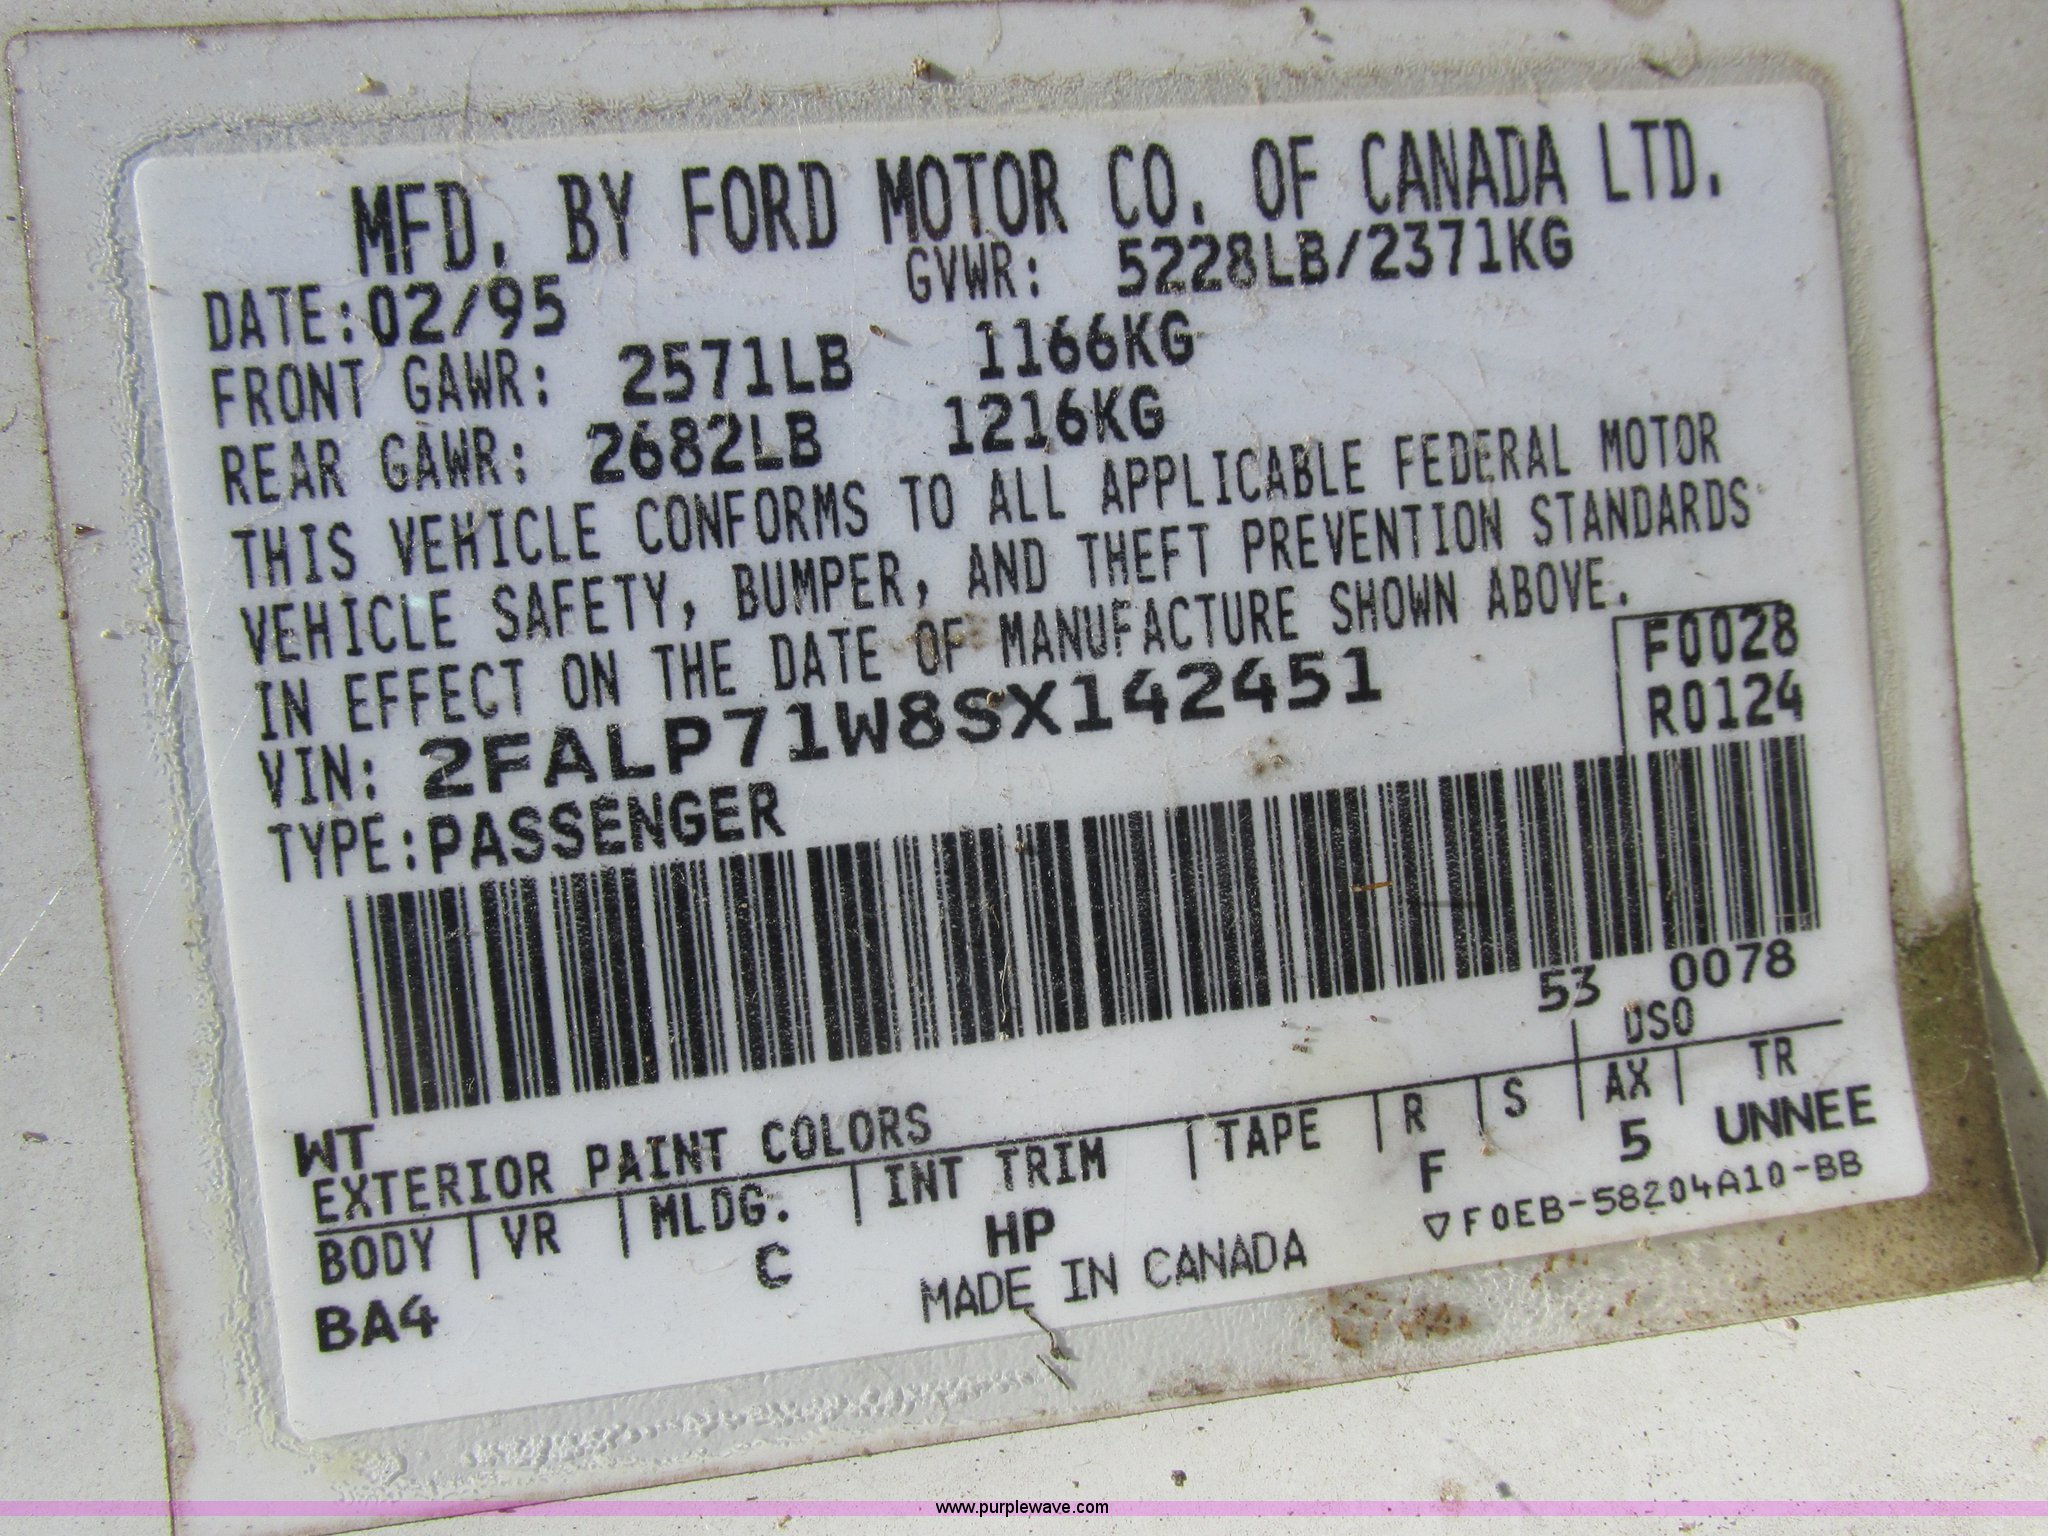 MFD. BY FORD MOTOR CO. OF CANADA LTD.
DATE:02/95 GVWR: 5228LB/2371KG
FRONT GAWR: 2571LB 1166KG
REAR GAWR: 2682LB 1216KG
THIS VEHICLE CONFORMS TO ALL APPLICABLE FEDERAL MOTOR
VEHICLE SAFETY, BUMPER, AND THEFT PREVENTION STANDARDS
IN EFFECT ON THE DATE OF MANUFACTURE SHOWN ABOVE.
F0028
VIN: 2FALP71W8SX142451 R0124
TYPE:PASSENGER
53 0078
WT DSO
EXTERIOR PAINT COLORS
BODY VR MLDG. INT TRIM TAPE R S AX TR
BA4 C HP F 5 UNNEE
MADE IN CANADA ▽F0EB-58204A10-BB
www.purplewave.com